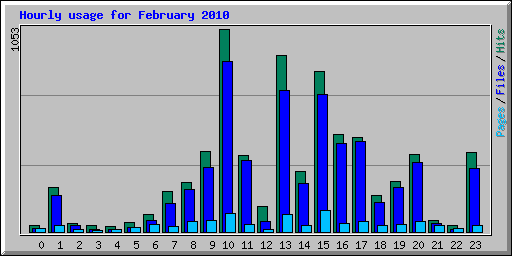 Hourly usage for February 2010
1053
Pages/Files/Hits
0 1 2 3 4 5 6 7 8 9 10 11 12 13 14 15 16 17 18 19 20 21 22 23